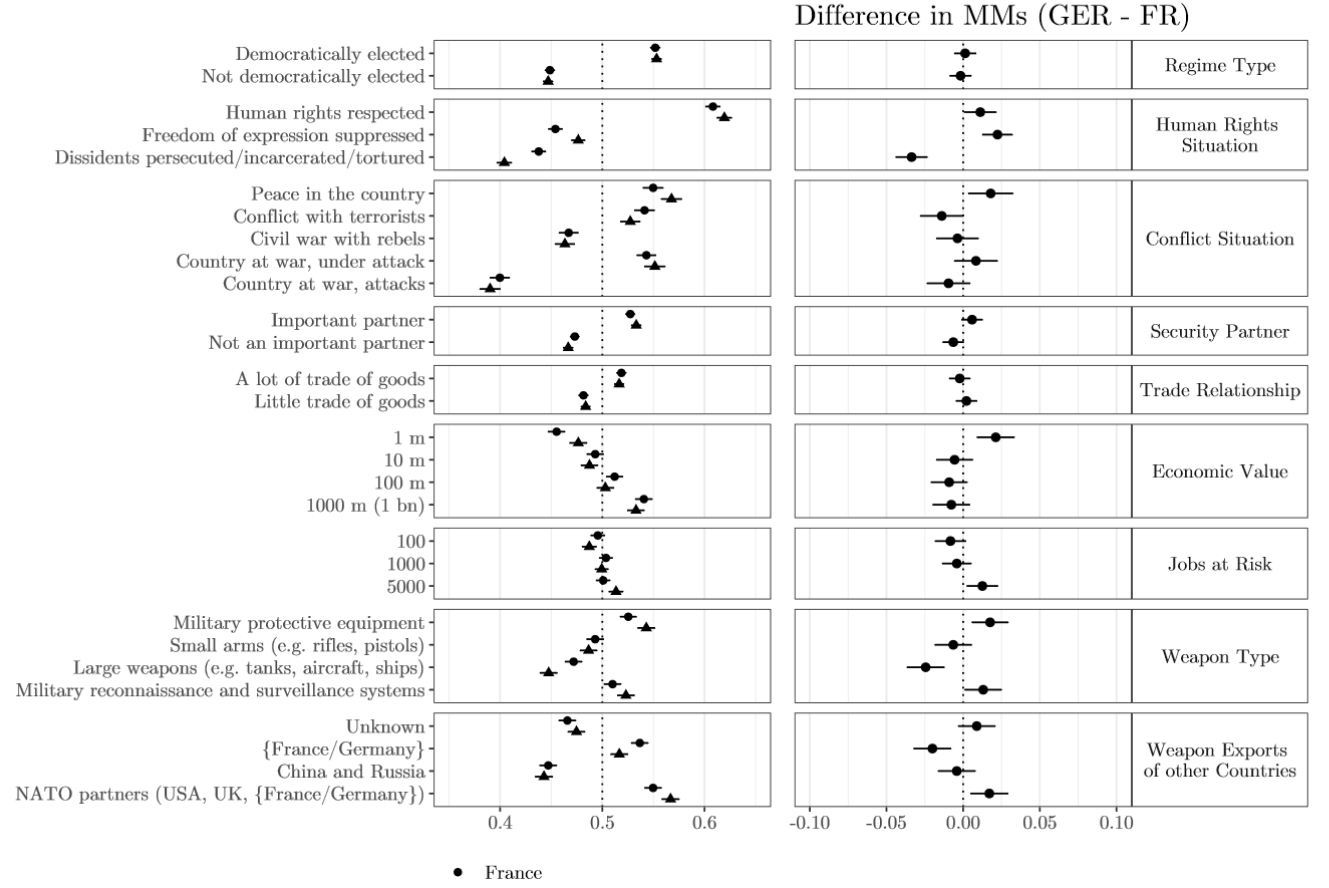 Difference in MMs (GER - FR)
Democratically elected
Not democratically elected
Regime Type
Human rights respected
Freedom of expression suppressed
Dissidents persecuted/incarcerated/tortured
Human Rights
Situation
Peace in the country
Conflict with terrorists
Civil war with rebels
Country at war, under attack
Country at war, attacks
Conflict Situation
Important partner
Not an important partner
Security Partner
A lot of trade of goods
Little trade of goods
Trade Relationship
1 m
10 m
100 m
1000 m (1 bn)
Economic Value
100
1000
5000
Jobs at Risk
Military protective equipment
Small arms (e.g. rifles, pistols)
Large weapons (e.g. tanks, aircraft, ships)
Military reconnaissance and surveillance systems
Weapon Type
Unknown
{France/Germany}
China and Russia
NATO partners (USA, UK, {France/Germany})
Weapon Exports
of other Countries
0.4 0.5 0.6
-0.10 -0.05 0.00 0.05 0.10
France